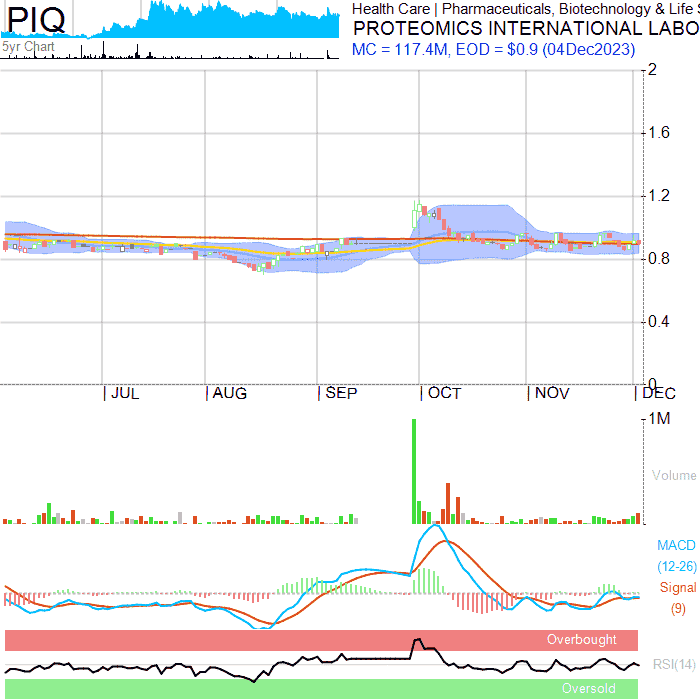 PIQ
5yr Chart
Health Care | Pharmaceuticals, Biotechnology & Life S
PROTEOMICS INTERNATIONAL LABO
MC = 117.4M, EOD = $0.9 (04Dec2023)
2
1.6
1.2
0.8
0.4
0
JUL AUG SEP OCT NOV DEC
1M
Volume
MACD
(12-26)
Signal
(9)
Overbought
RSI(14)
Oversold